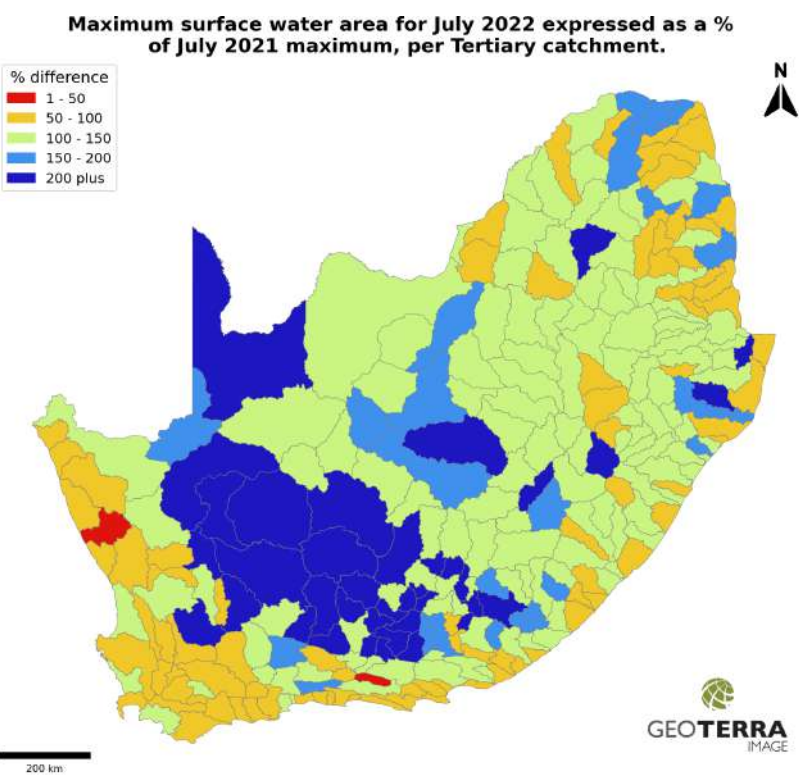 Maximum surface water area for July 2022 expressed as a %
of July 2021 maximum, per Tertiary catchment.
% difference
1 - 50
50 - 100
100 - 150
150 - 200
200 plus
N
GEOTERRA
IMAGE
200 km